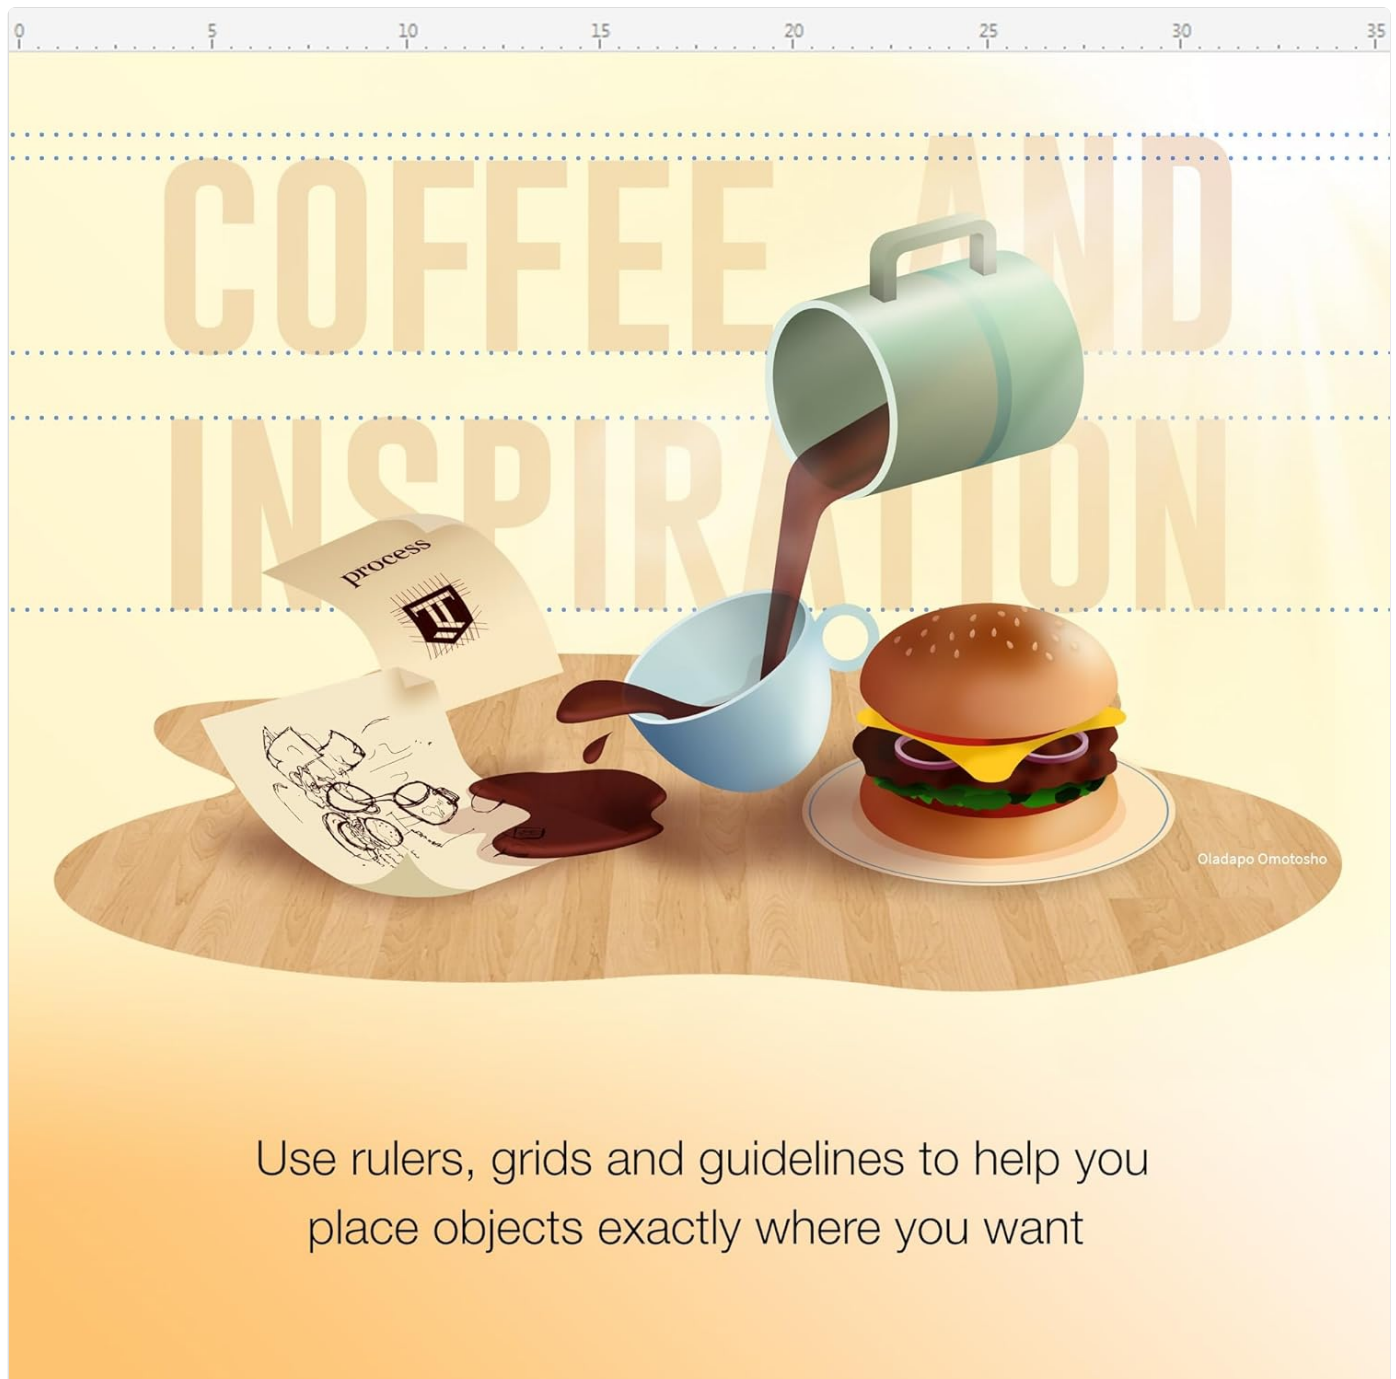 0 5 10 15 20 25 30 35
COFFEE AND
INSPIRATION
process
Oladapo Omotosho
Use rulers, grids and guidelines to help you
place objects exactly where you want